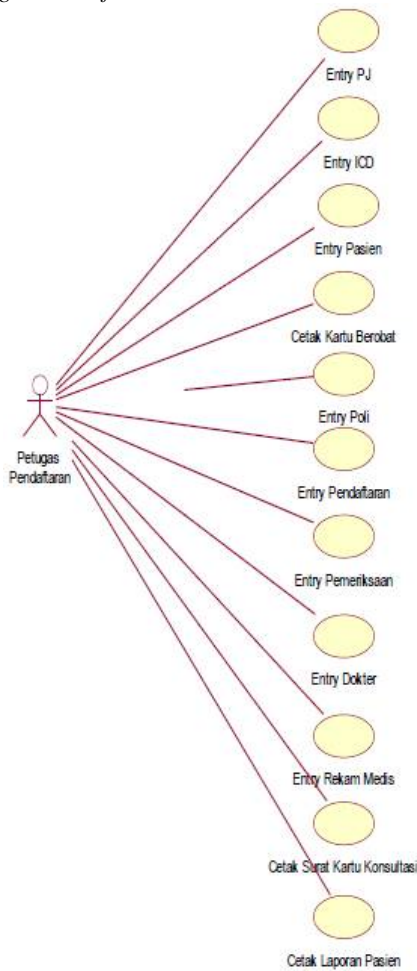 Entry PJ
Entry ICD
Entry Pasien
Cetak Kartu Berobat
Entry Poli
Petugas
Pendaftaran
Entry Pendaftaran
Entry Pemeriksaan
Entry Dokter
Entry Rekam Medis
Cetak Surat Kartu Konsultasi
Cetak Laporan Pasien